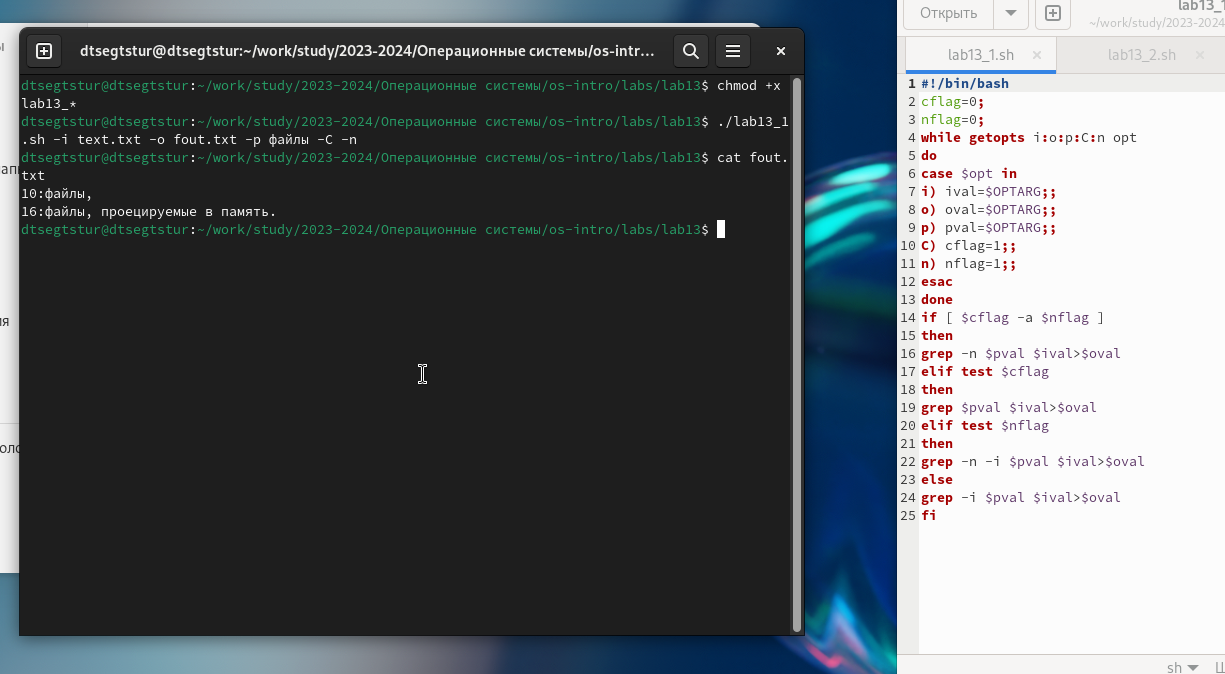 dtsegtstur@dtsegtstur:~/work/study/2023-2024/Операционные системы/os-intr…
dtsegtstur@dtsegtstur:~/work/study/2023-2024/Операционные системы/os-intro/labs/lab13$ chmod +x
lab13_*
dtsegtstur@dtsegtstur:~/work/study/2023-2024/Операционные системы/os-intro/labs/lab13$ ./lab13_1
.sh -i text.txt -o fout.txt -p файлы -C -n
dtsegtstur@dtsegtstur:~/work/study/2023-2024/Операционные системы/os-intro/labs/lab13$ cat fout.
txt
10:файлы,
16:файлы, проецируемые в память.
dtsegtstur@dtsegtstur:~/work/study/2023-2024/Операционные системы/os-intro/labs/lab13$
Открыть
lab13_1
~/work/study/2023-2024
lab13_1.sh
lab13_2.sh
1 #!/bin/bash
2 cflag=0;
3 nflag=0;
4 while getopts i:o:p:C:n opt
5 do
6 case $opt in
7 i) ival=$OPTARG;;
8 o) oval=$OPTARG;;
9 p) pval=$OPTARG;;
10 C) cflag=1;;
11 n) nflag=1;;
12 esac
13 done
14 if [ $cflag -a $nflag ]
15 then
16 grep -n $pval $ival>$oval
17 elif test $cflag
18 then
19 grep $pval $ival>$oval
20 elif test $nflag
21 then
22 grep -n -i $pval $ival>$oval
23 else
24 grep -i $pval $ival>$oval
25 fi
sh